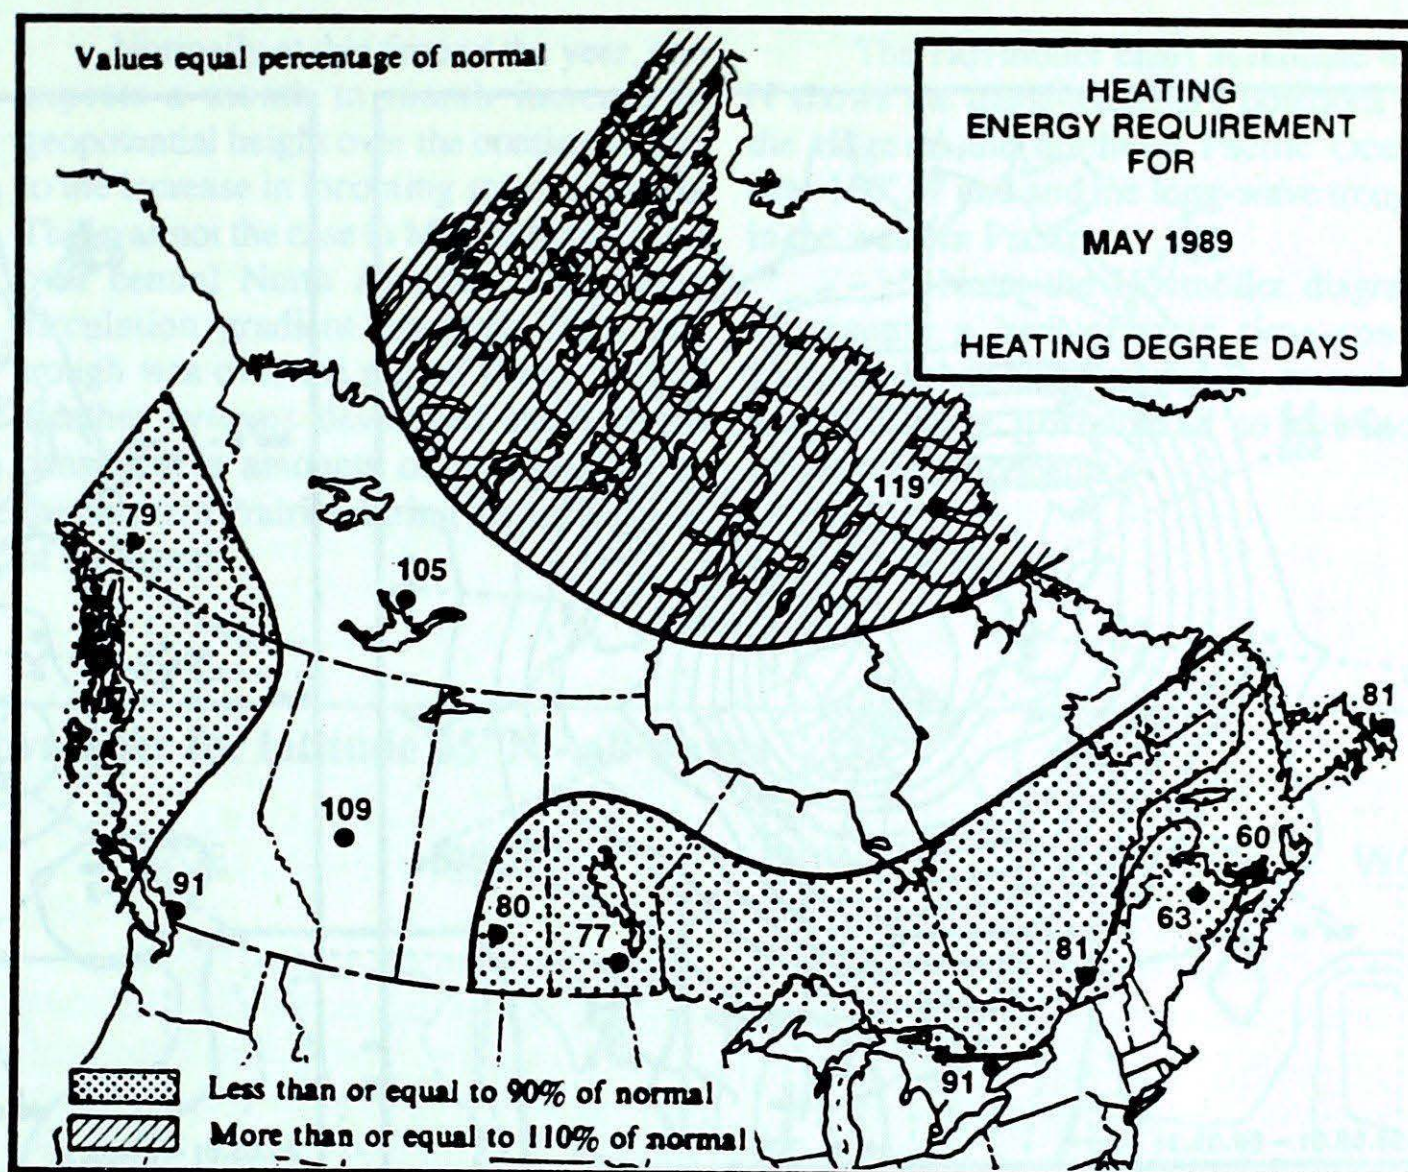 Values equal percentage of normal
HEATING
ENERGY REQUIREMENT
FOR
MAY 1989
HEATING DEGREE DAYS
119
79
105
81
109
60
91
80
77
63
81
91
Less than or equal to 90% of normal
More than or equal to 110% of normal